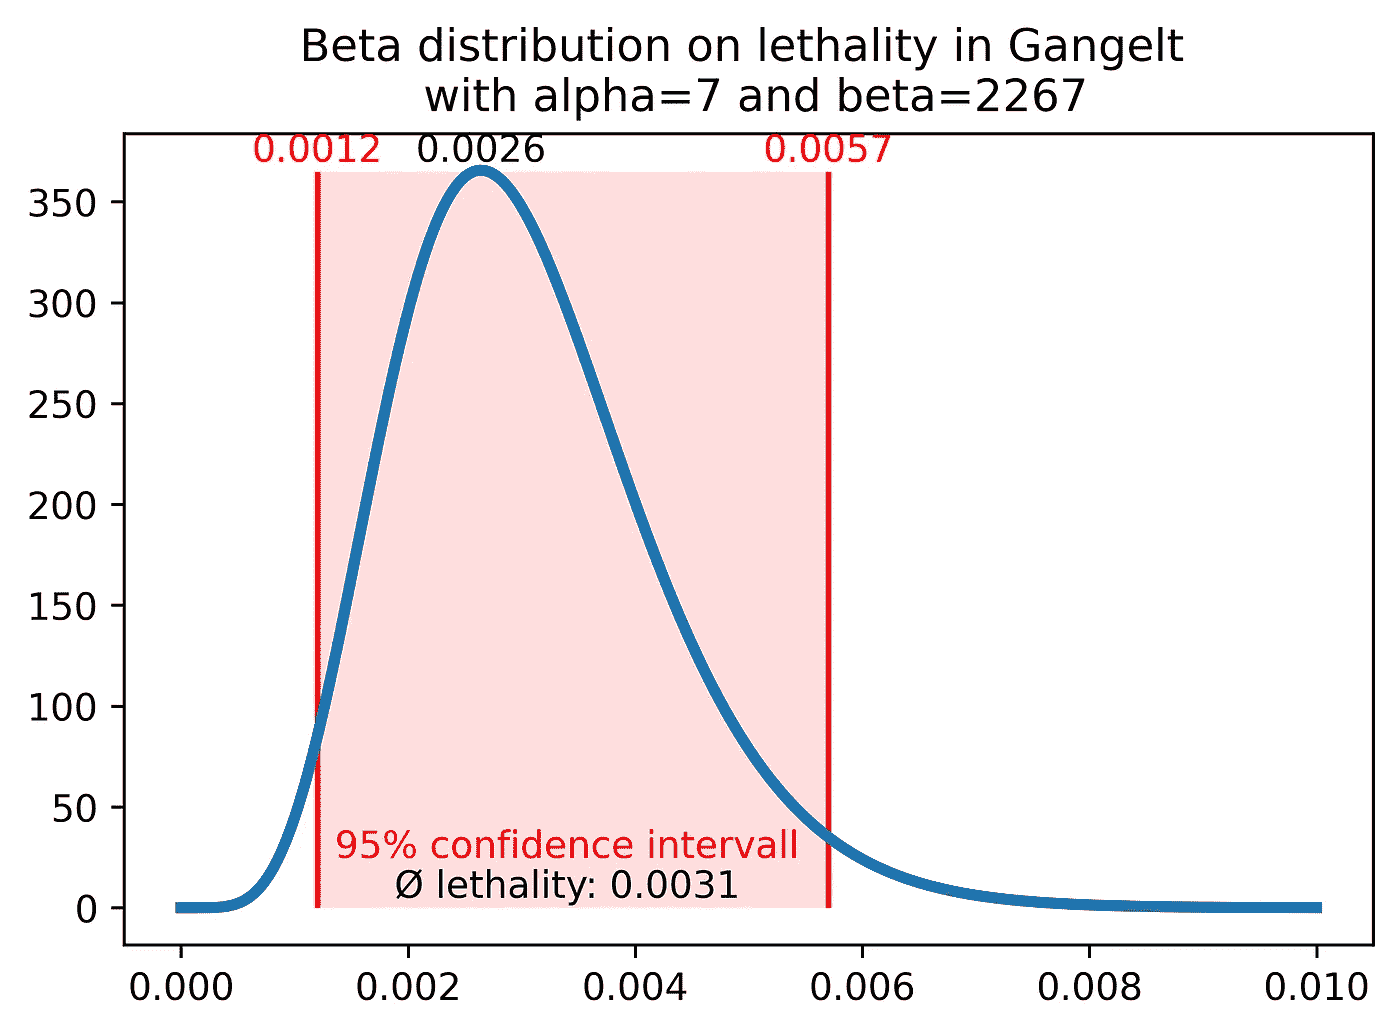 Beta distribution on lethality in Gangelt
with alpha=7 and beta=2267
0.0012 0.0026 0.0057
350
300
250
200
150
100
50
0
95% confidence intervall
Ø lethality: 0.0031
0.000 0.002 0.004 0.006 0.008 0.010